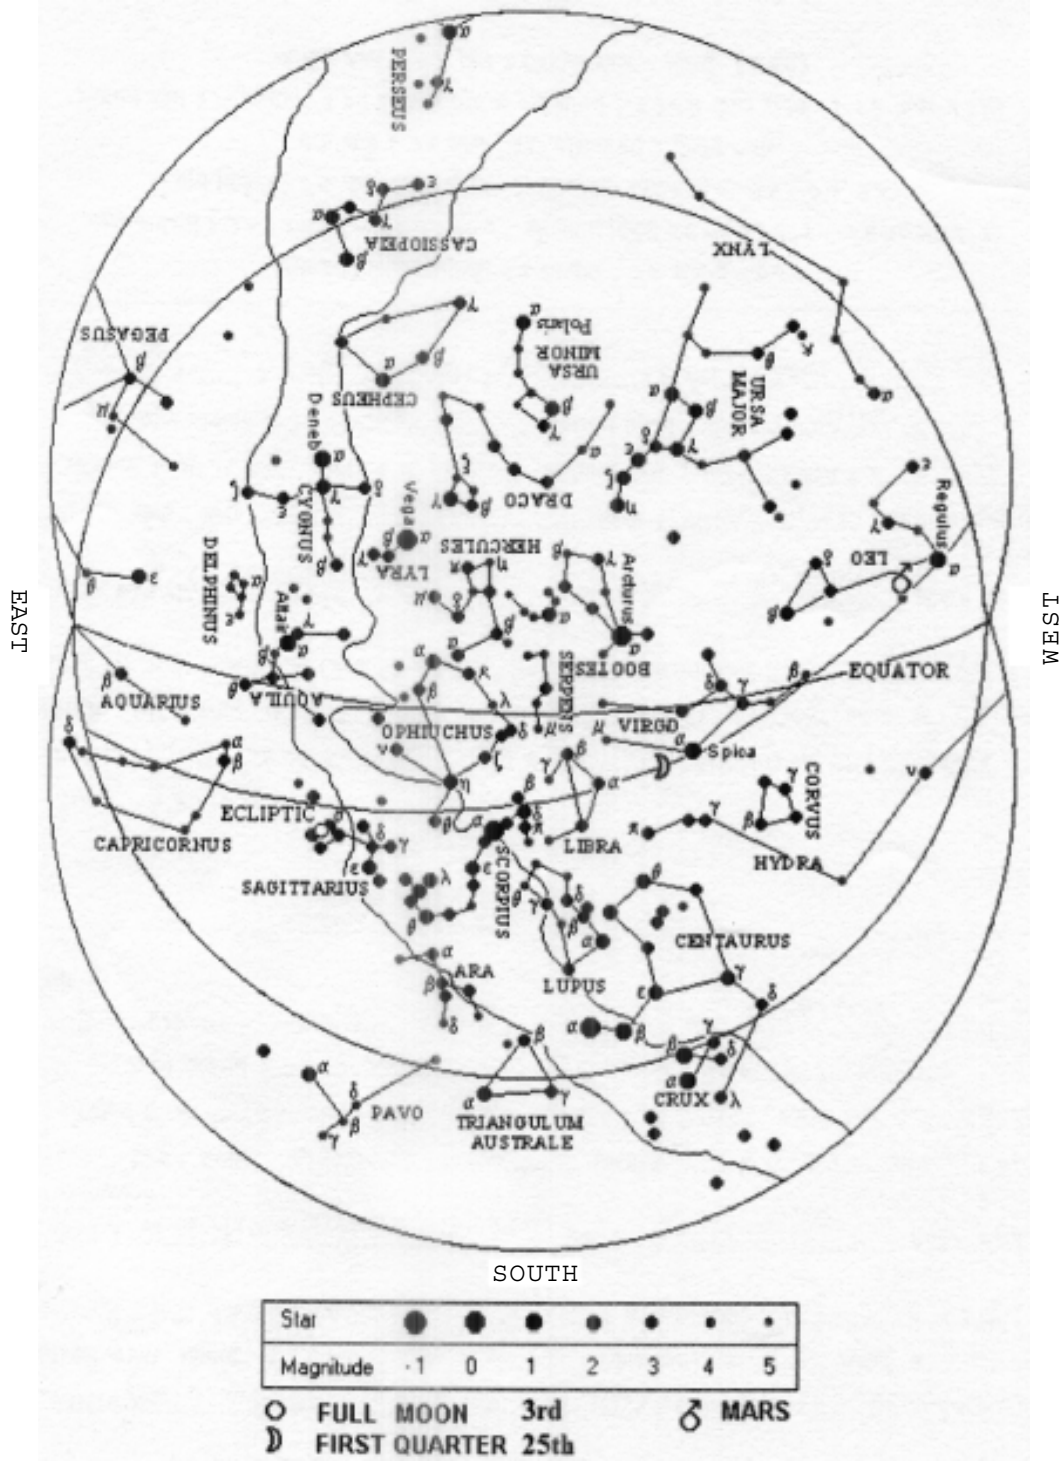 α
PERSEUS
γ
ε
δ
α
γ
CASSIOPEIA
β
LYNX
PEGASUS
β
μ
γ
α
β
CEPHEUS
α
Polaris
URSA
MINOR
β
γ
κ
θ
URSA
MAJOR
α
β
α
δ
γ
ε
ζ
η
Deneb
α
γ
δ
ζ
ε
CYGNUS
β
ξ
γ
β
α
DRACO
ε
Regulus
γ
LEO
α
δ
β
Vega
α
β
γ
LYRA
HERCULES
η
π
μ
δ
β
α
β
γ
α
Arcturus
α
BOOTES
DELPHINUS
α
ε
θ
ε
Altair
γ
α
β
θ
AQUILA
EAST
WEST
EQUATOR
β
AQUARIUS
δ
α
β
CAPRICORNUS
ECLIPTIC
α
κ
β
λ
OPHIUCHUS
δ
ν
ζ
η
θ
SERPENS
μ
μ
VIRGO
δ
γ
β
α
Spica
β
γ
α
LIBRA
CORVUS
γ
β
ν
π
γ
HYDRA
δ
γ
ε
SAGITTARIUS
λ
θ
β
δ
α
π
ε
SCORPIUS
θ
γ
δ
β
α
LUPUS
θ
CENTAURUS
γ
ε
δ
α
β
α
β
ARA
δ
β
α
γ
TRIANGULUM
AUSTRALE
γ
β
δ
α
CRUX
λ
α
δ
β
γ
PAVO
SOUTH
Star
Magnitude -1 0 1 2 3 4 5
FULL MOON 3rd
MARS
FIRST QUARTER 25th